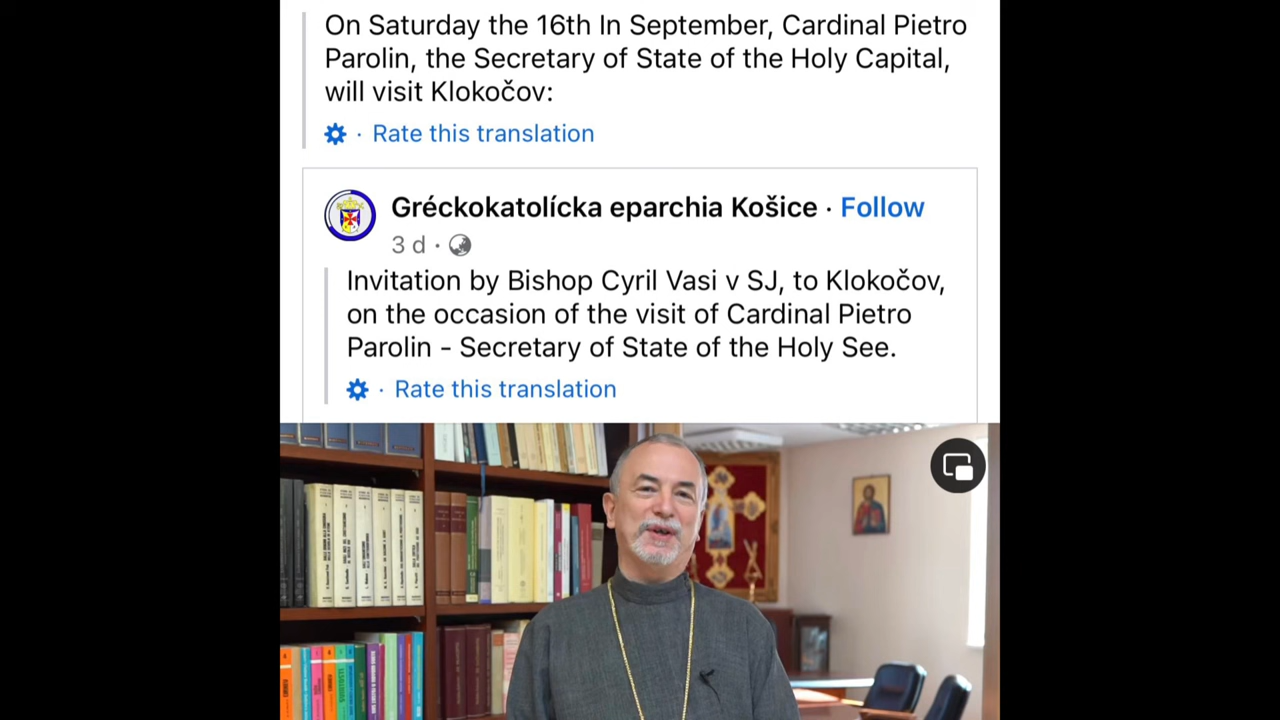 On Saturday the 16th In September, Cardinal Pietro
Parolin, the Secretary of State of the Holy Capital,
will visit Klokočov:
· Rate this translation
Gréckokatolícka eparchia Košice · Follow
3 d ·
Invitation by Bishop Cyril Vasi v SJ, to Klokočov,
on the occasion of the visit of Cardinal Pietro
Parolin - Secretary of State of the Holy See.
· Rate this translation